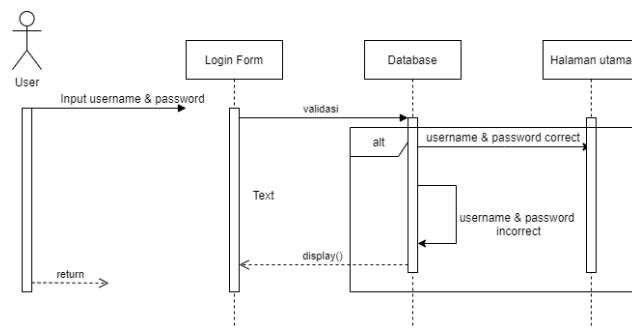 User
Login Form
Database
Halaman utama
Input username & password
validasi
alt
username & password correct
Text
username & password
incorrect
display()
return